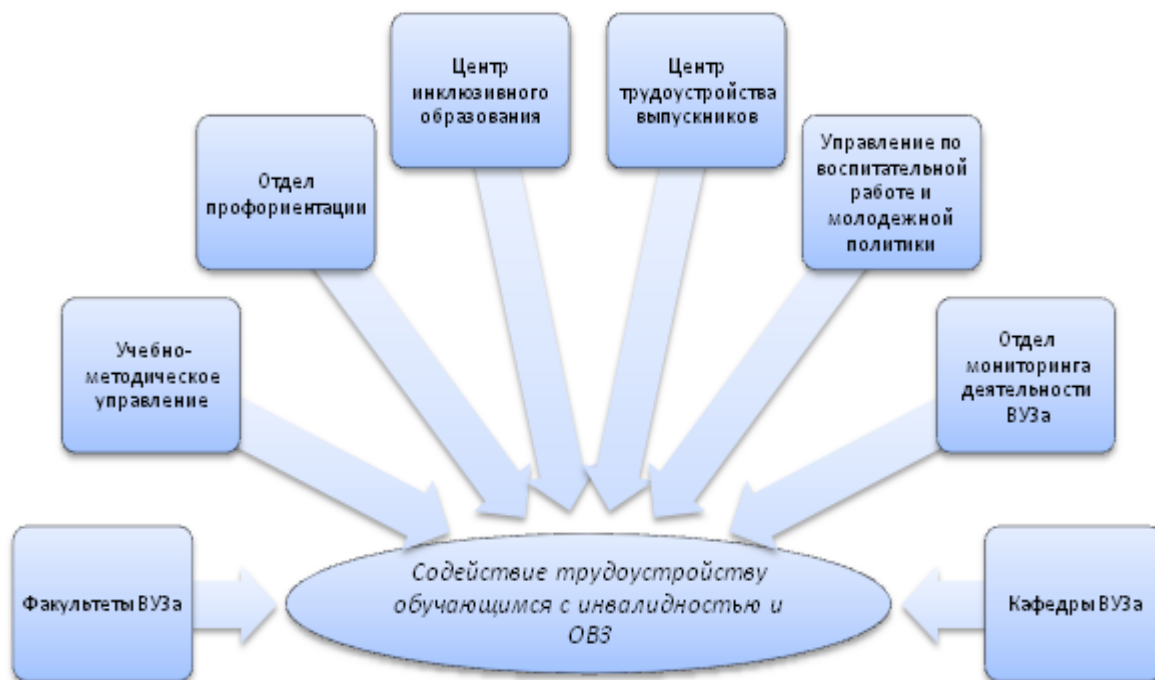 Центр
инклюзивного
образования
Центр
трудоустройства
выпускников
Отдел
профориентации
Управление по
воспитательной
работе и
молодежной
политики
Учебно-
методическое
управление
Отдел
мониторинга
деятельности
ВУЗа
Факультеты ВУЗа
Содействие трудоустройству
обучающимся с инвалидностью и
ОВЗ
Кафедры ВУЗа